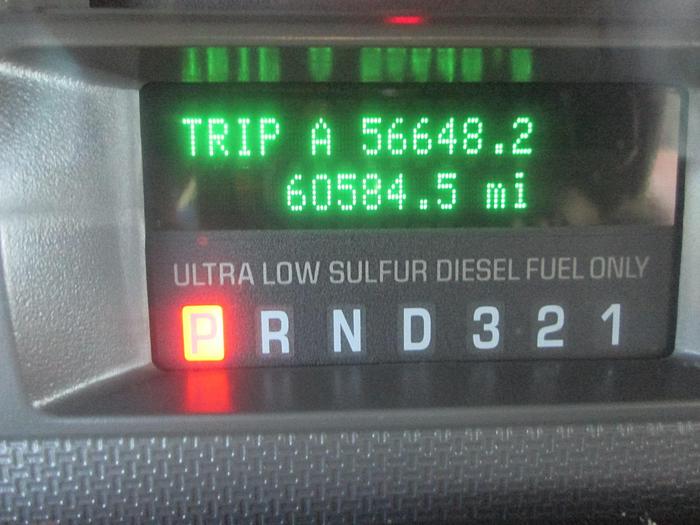 TRIP A 56648.2
60584.5 mi
ULTRA LOW SULFUR DIESEL FUEL ONLY
P R N D 3 2 1